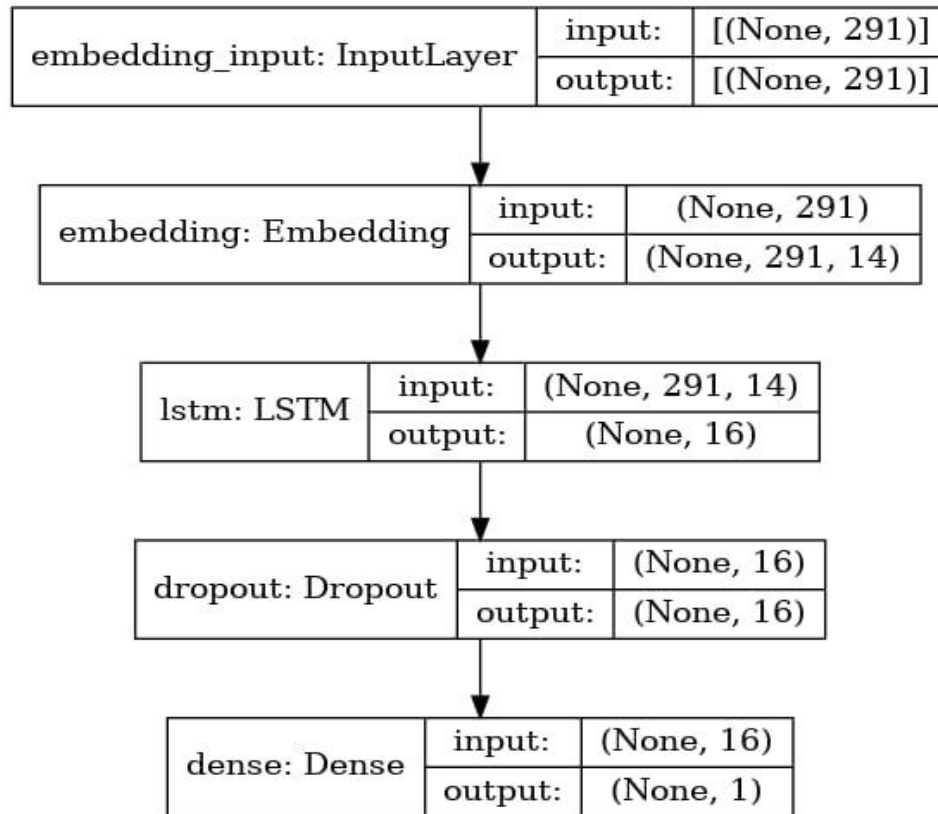 embedding_input: InputLayer
input: [(None, 291)]
output: [(None, 291)]
embedding: Embedding
input: (None, 291)
output: (None, 291, 14)
lstm: LSTM
input: (None, 291, 14)
output: (None, 16)
dropout: Dropout
input: (None, 16)
output: (None, 16)
dense: Dense
input: (None, 16)
output: (None, 1)